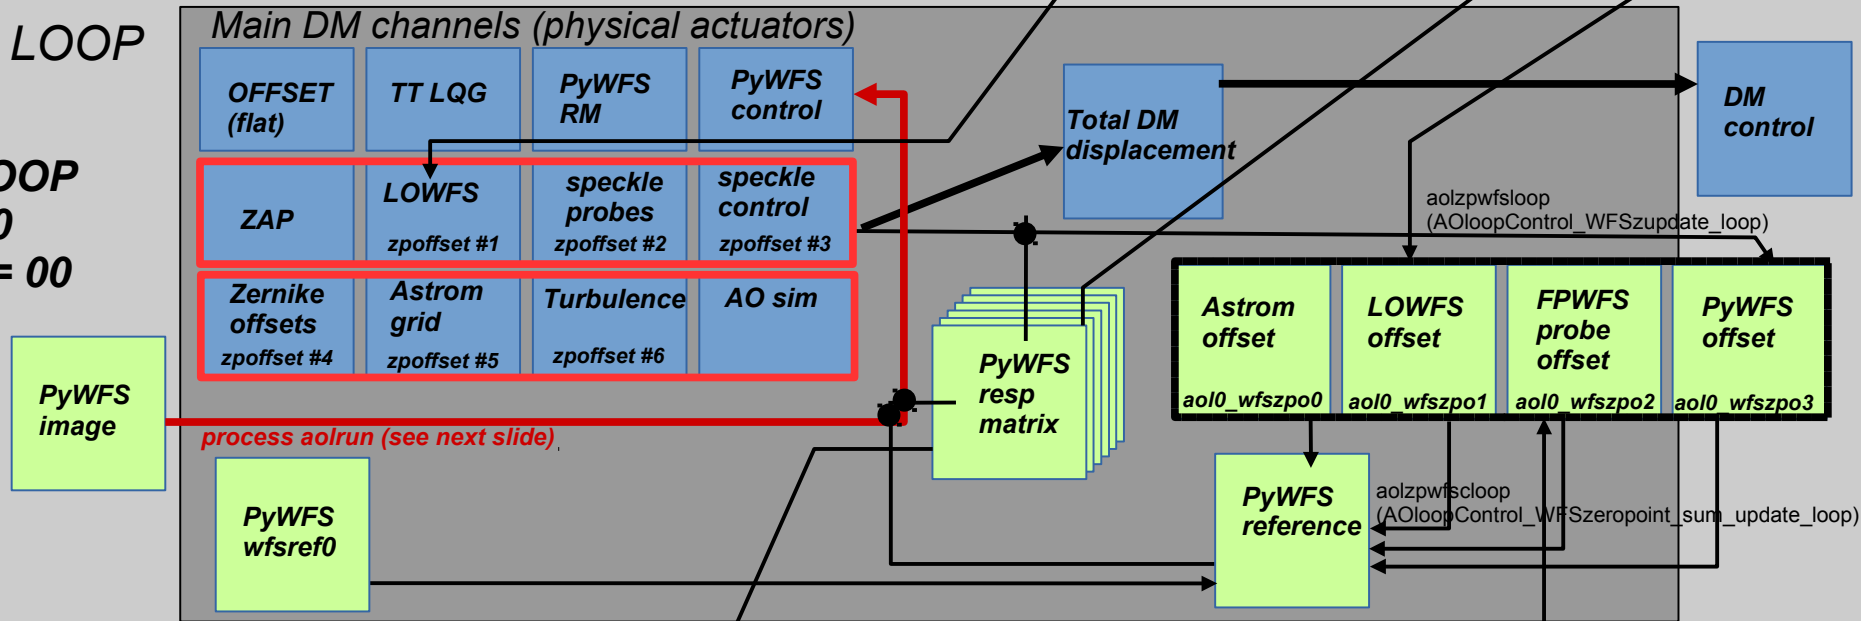 LOOP
Main DM channels (physical actuators)
OFFSET
(flat)
TT LQG
PyWFS
RM
PyWFS
control
Total DM
displacement
DM
control
OOP
0
= 00
ZAP
LOWFS
zpoffset #1
speckle
probes
zpoffset #2
speckle
control
zpoffset #3
aolzpwfsloop
(AOloopControl_WFSzupdate_loop)
Zernike
offsets
zpoffset #4
Astrom
grid
zpoffset #5
Turbulence
zpoffset #6
AO sim
Astrom
offset
aol0_wfszpo0
LOWFS
offset
aol0_wfszpo1
FPWFS
probe
offset
aol0_wfszpo2
PyWFS
offset
aol0_wfszpo3
PyWFS
image
PyWFS
resp
matrix
process aolrun (see next slide)
PyWFS
wfsref0
PyWFS
reference
aolzpwfscloop
(AOloopControl_WFSzeropoint_sum_update_loop)